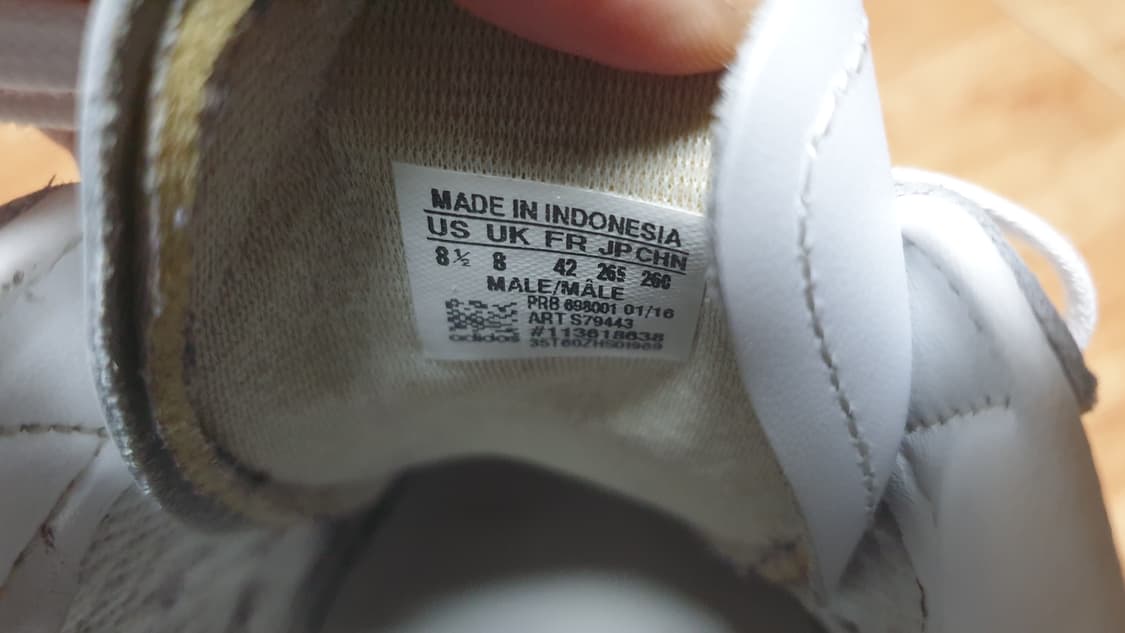 MADE IN INDONESIA
US UK FR JP CHN
8½ 8 42 265 260
MALE/MÂLE
PRB 698001 01/16
ART S79443
#113618638
adidas